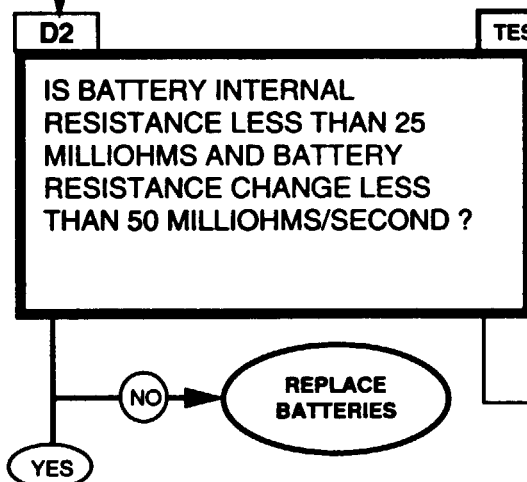 D2
TES
IS BATTERY INTERNAL
RESISTANCE LESS THAN 25
MILLIOHMS AND BATTERY
RESISTANCE CHANGE LESS
THAN 50 MILLIOHMS/SECOND ?
NO
REPLACE
BATTERIES
YES